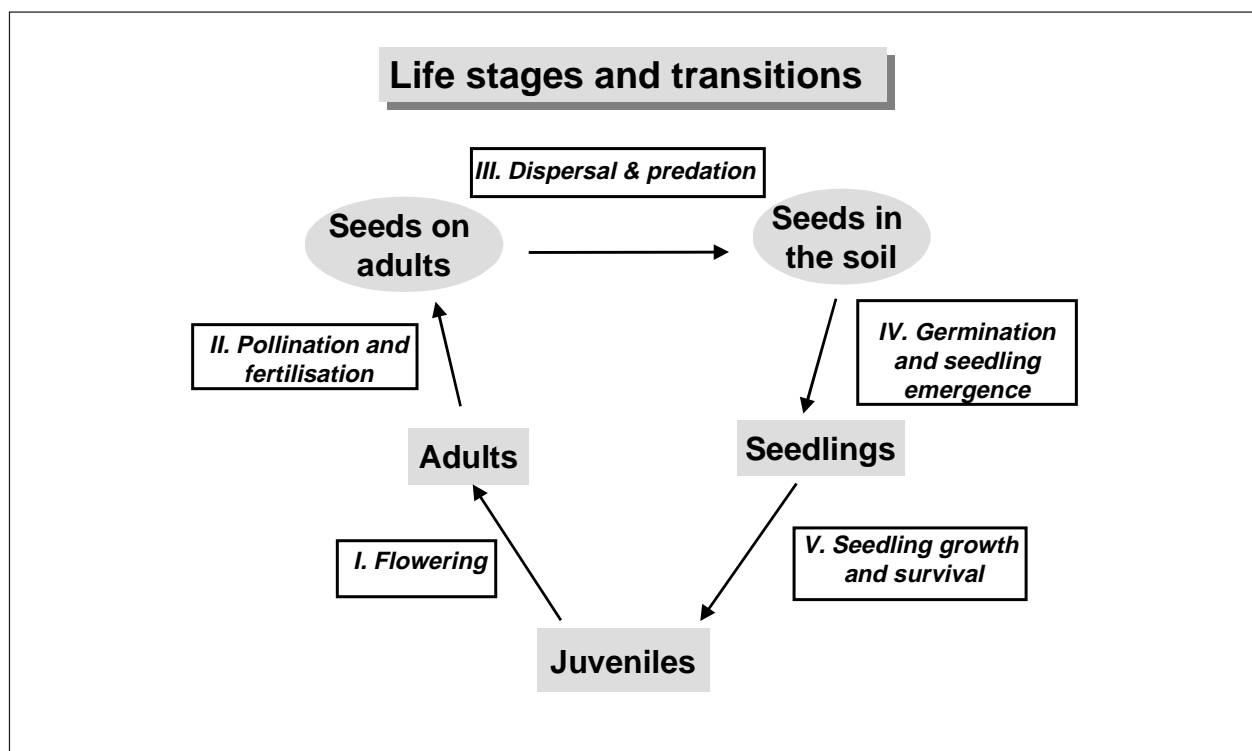 Life stages and transitions
III. Dispersal & predation
Seeds on
adults
Seeds in
the soil
II. Pollination and
fertilisation
IV. Germination
and seedling
emergence
Adults
Seedlings
I. Flowering
V. Seedling growth
and survival
Juveniles